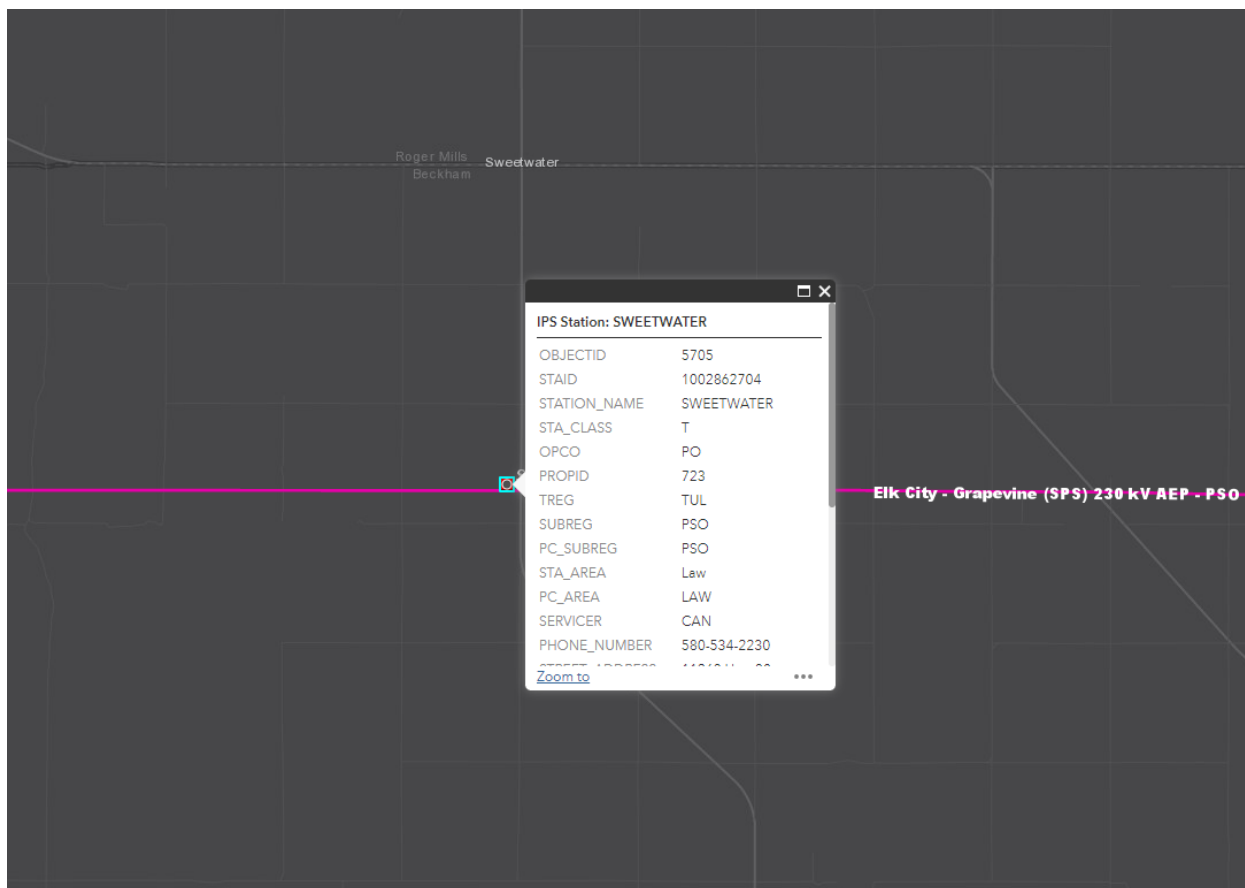 Roger Mills
Sweetwater
Beckham
IPS Station: SWEETWATER
OBJECTID 5705
STAID 1002862704
STATION_NAME SWEETWATER
STA_CLASS T
OPCO PO
PROPID 723
TREG TUL
SUBREG PSO
PC_SUBREG PSO
STA_AREA Law
PC_AREA LAW
SERVICER CAN
PHONE_NUMBER 580-534-2230
Zoom to
Elk City - Grapevine (SPS) 230 kV AEP - PSO